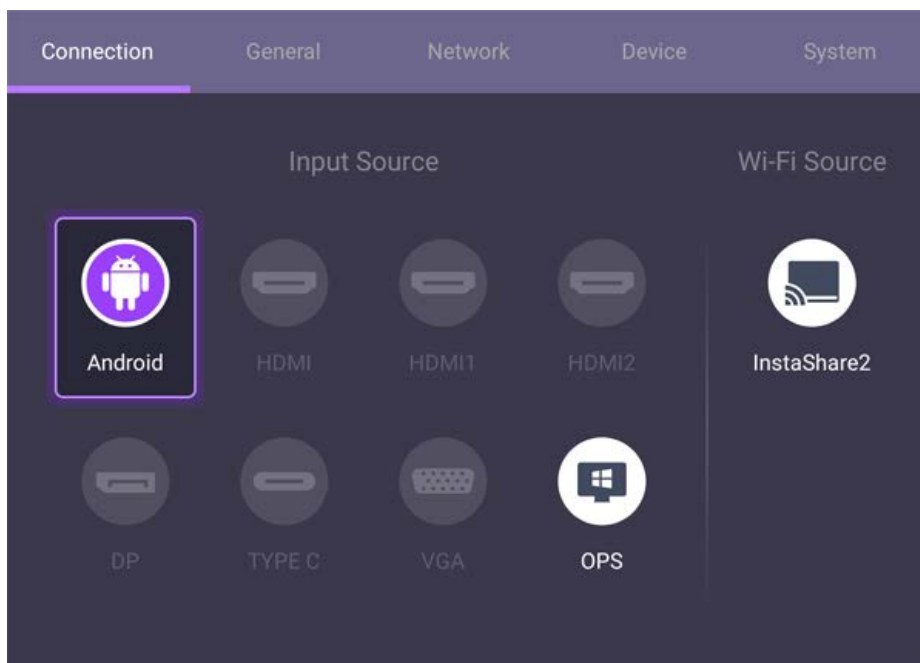 Connection General Network Device System
Input Source Wi-Fi Source
Android HDMI HDMI1 HDMI2 InstaShare2
DP TYPE C VGA OPS